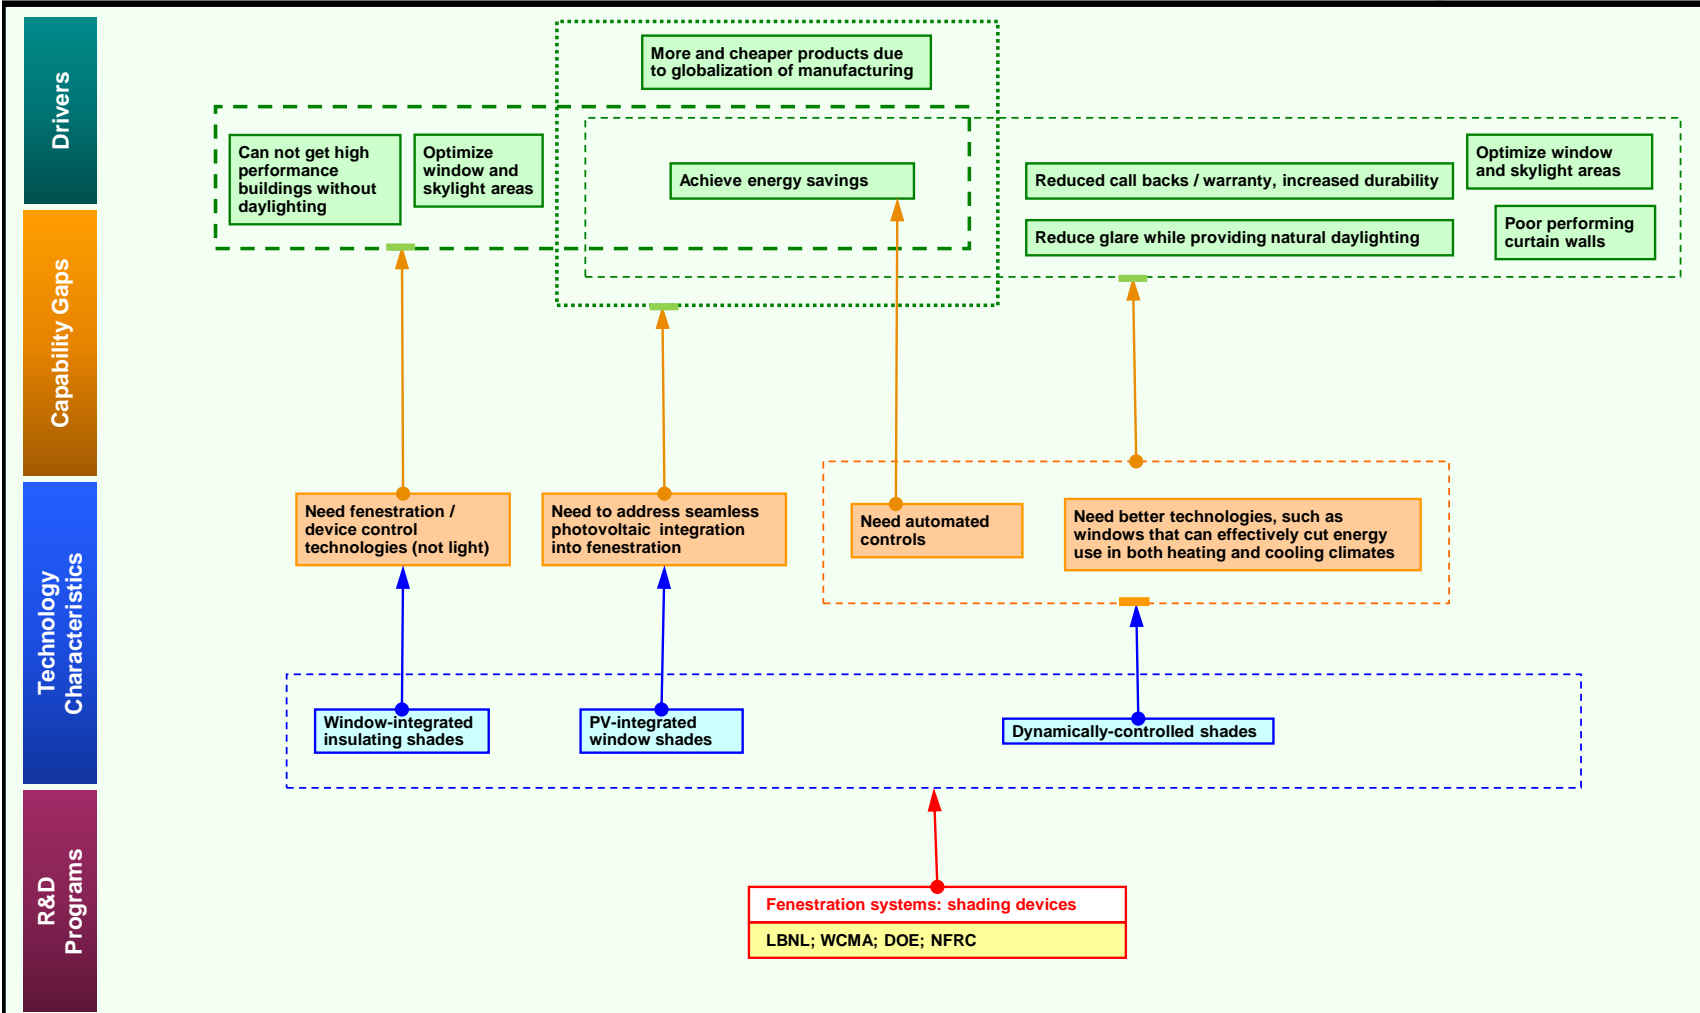 Drivers
More and cheaper products due
to globalization of manufacturing
Can not get high
performance
buildings without
daylighting
Optimize
window and
skylight areas
Achieve energy savings
Reduced call backs / warranty, increased durability
Optimize window
and skylight areas
Reduce glare while providing natural daylighting
Poor performing
curtain walls
Capability Gaps
Need fenestration /
device control
technologies (not light)
Need to address seamless
photovoltaic integration
into fenestration
Need automated
controls
Need better technologies, such as
windows that can effectively cut energy
use in both heating and cooling climates
Technology
Characteristics
Window-integrated
insulating shades
PV-integrated
window shades
Dynamically-controlled shades
R&D
Programs
Fenestration systems: shading devices
LBNL; WCMA; DOE; NFRC